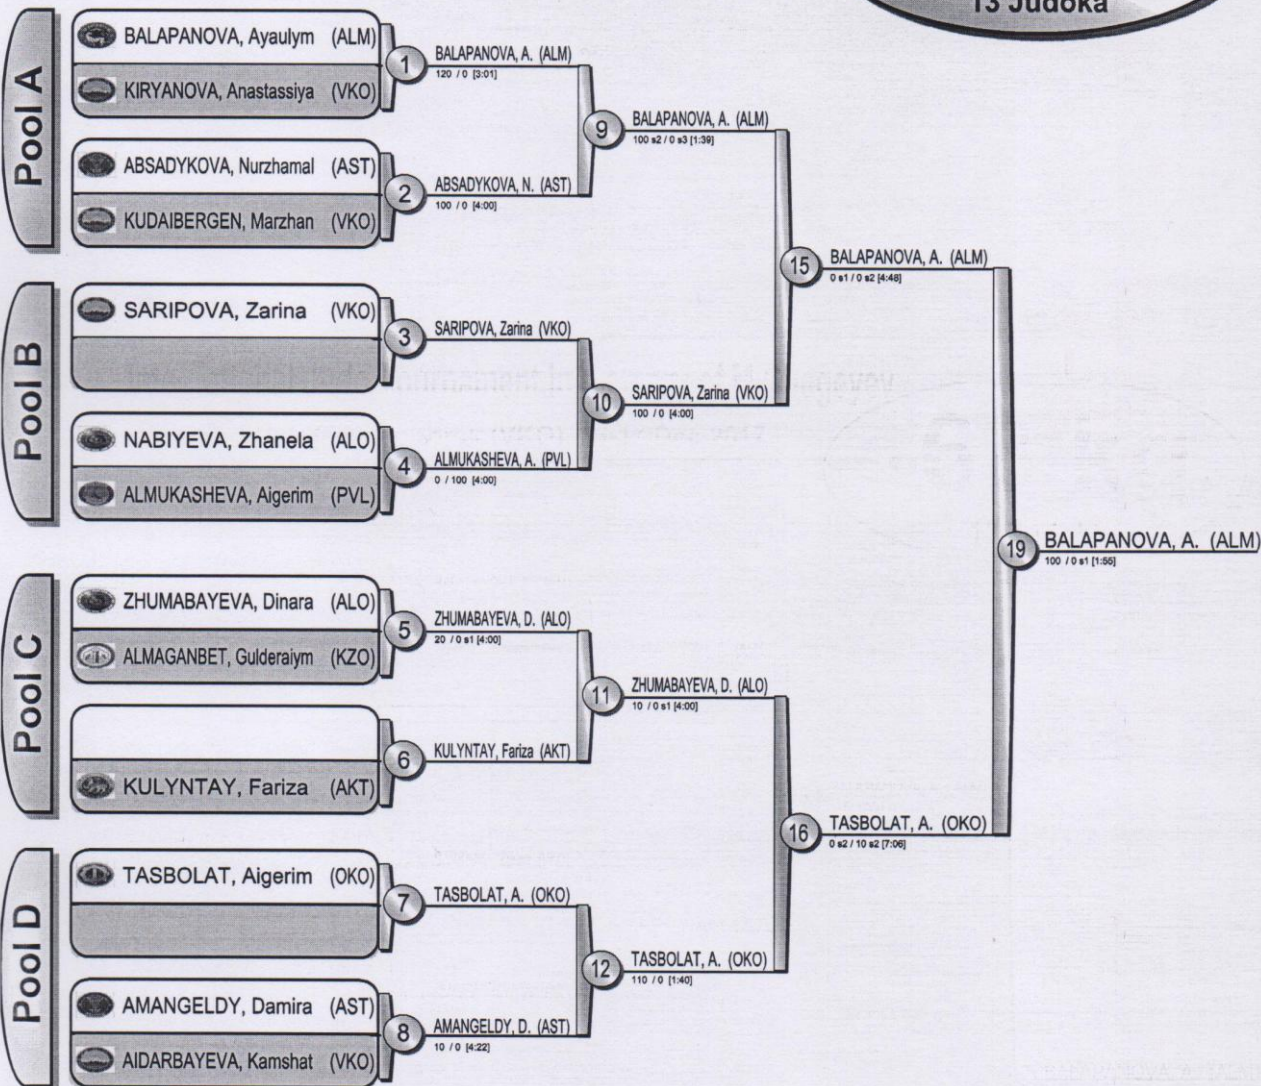 13 Judoka
Pool A
BALAPANOVA, Ayaulym (ALM)
KIRYANOVA, Anastassiya (VKO)
ABSADYKOVA, Nurzhamal (AST)
KUDAIBERGEN, Marzhan (VKO)
Pool B
SARIPOVA, Zarina (VKO)
NABIYEVA, Zhanela (ALO)
ALMUKASHEVA, Aigerim (PVL)
Pool C
ZHUMABAYEVA, Dinara (ALO)
ALMAGANBET, Gulderaiym (KZO)
KULYNTAY, Fariza (AKT)
Pool D
TASBOLAT, Aigerim (OKO)
AMANGELDY, Damira (AST)
AIDARBAYEVA, Kamshat (VKO)
1
BALAPANOVA, A. (ALM)
120 / 0 [3:01]
2
ABSADYKOVA, N. (AST)
100 / 0 [4:00]
3
SARIPOVA, Zarina (VKO)
4
ALMUKASHEVA, A. (PVL)
0 / 100 [4:00]
5
ZHUMABAYEVA, D. (ALO)
20 / 0 s1 [4:00]
6
KULYNTAY, Fariza (AKT)
7
TASBOLAT, A. (OKO)
8
AMANGELDY, D. (AST)
10 / 0 [4:22]
9
BALAPANOVA, A. (ALM)
100 s2 / 0 s3 [1:39]
10
SARIPOVA, Zarina (VKO)
100 / 0 [4:00]
11
ZHUMABAYEVA, D. (ALO)
10 / 0 s1 [4:00]
12
TASBOLAT, A. (OKO)
110 / 0 [1:40]
15
BALAPANOVA, A. (ALM)
0 s1 / 0 s2 [4:48]
16
TASBOLAT, A. (OKO)
0 s2 / 10 s2 [7:06]
19
BALAPANOVA, A. (ALM)
100 / 0 s1 [1:55]